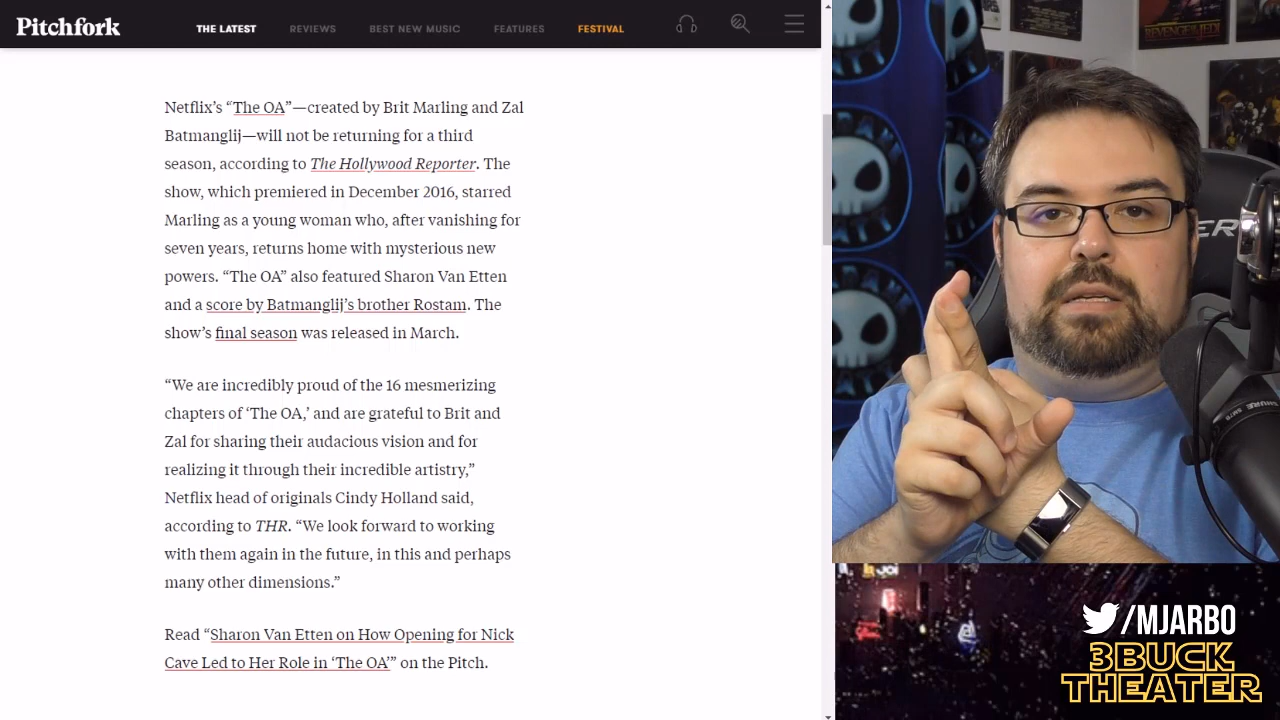 Pitchfork
THE LATEST
REVIEWS
BEST NEW MUSIC
FEATURES
FESTIVAL
Netflix’s “The OA”—created by Brit Marling and Zal
Batmanglij—will not be returning for a third
season, according to The Hollywood Reporter. The
show, which premiered in December 2016, starred
Marling as a young woman who, after vanishing for
seven years, returns home with mysterious new
powers. “The OA” also featured Sharon Van Etten
and a score by Batmanglij’s brother Rostam. The
show’s final season was released in March.
“We are incredibly proud of the 16 mesmerizing
chapters of ‘The OA,’ and are grateful to Brit and
Zal for sharing their audacious vision and for
realizing it through their incredible artistry,”
Netflix head of originals Cindy Holland said,
according to THR. “We look forward to working
with them again in the future, in this and perhaps
many other dimensions.”
Read “Sharon Van Etten on How Opening for Nick
Cave Led to Her Role in ‘The OA’” on the Pitch.
REVENGE OF THE JEDI
SHURE SM7B
/MJARBO
3BUCK
THEATER